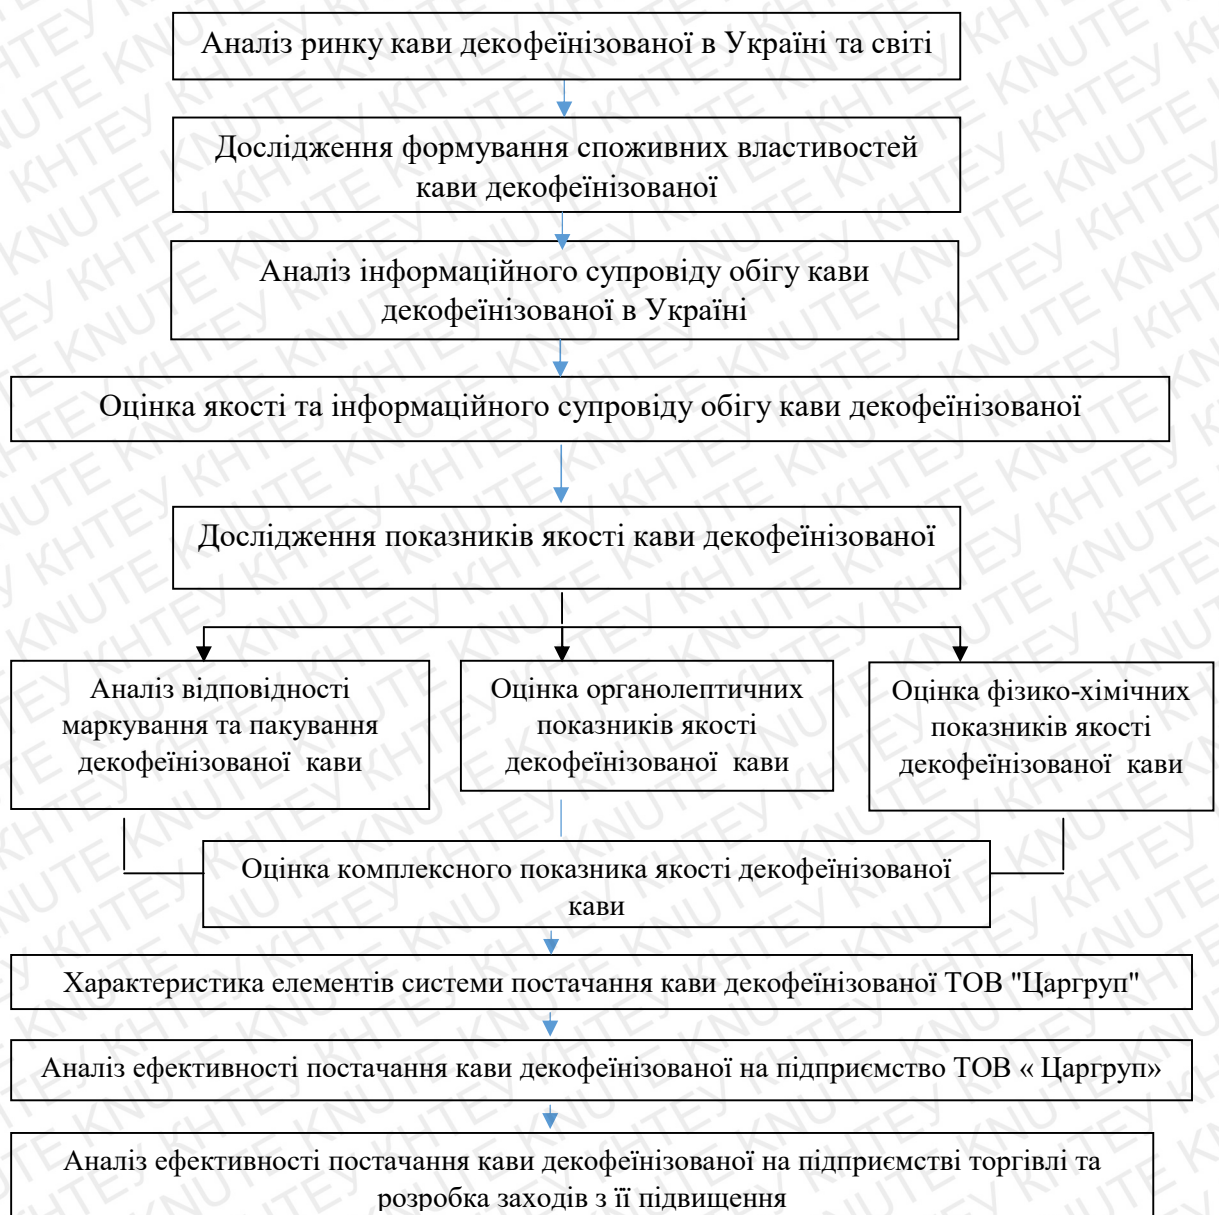 Аналіз ринку кави декофеїнізованої в Україні та світі
Дослідження формування споживних властивостей
кави декофеїнізованої
Аналіз інформаційного супровіду обігу кави
декофеїнізованої в Україні
Оцінка якості та інформаційного супровіду обігу кави декофеїнізованої
Дослідження показників якості кави декофеїнізованої
Аналіз відповідності
маркування та пакування
декофеїнізованої кави
Оцінка органолептичних
показників якості
декофеїнізованої кави
Оцінка фізико-хімічних
показників якості
декофеїнізованої кави
Оцінка комплексного показника якості декофеїнізованої
кави
Характеристика елементів системи постачання кави декофеїнізованої ТОВ "Царгруп"
Аналіз ефективності постачання кави декофеїнізованої на підприємство ТОВ « Царгруп»
Аналіз ефективності постачання кави декофеїнізованої на підприємстві торгівлі та
розробка заходів з її підвищення